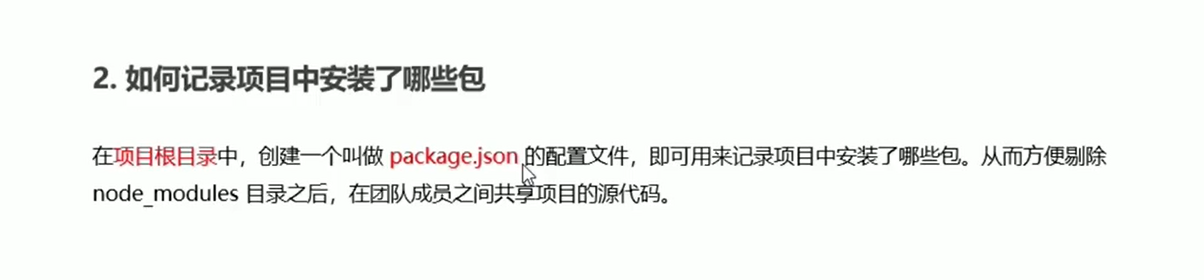 2. 如何记录项目中安装了哪些包
在项目根目录中，创建一个叫做 package.json 的配置文件，即可用来记录项目中安装了哪些包。从而方便剔除
node_modules 目录之后，在团队成员之间共享项目的源代码。